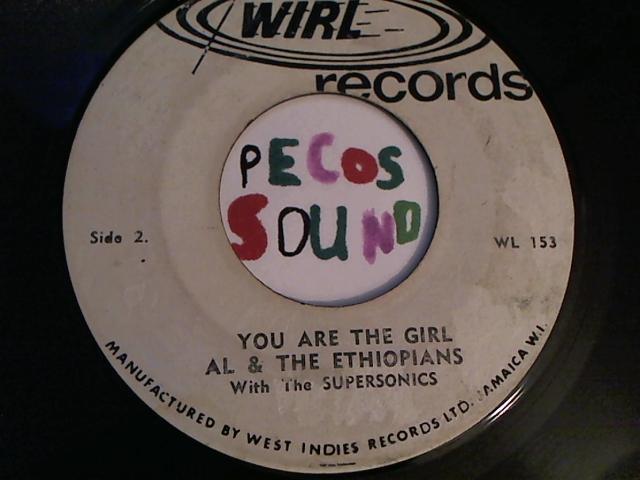 WIRL
records
PECOS
SOUND
Side 2.
WL 153
YOU ARE THE GIRL
AL & THE ETHIOPIANS
With The SUPERSONICS
MANUFACTURED BY WEST INDIES RECORDS LTD. JAMAICA W.I.